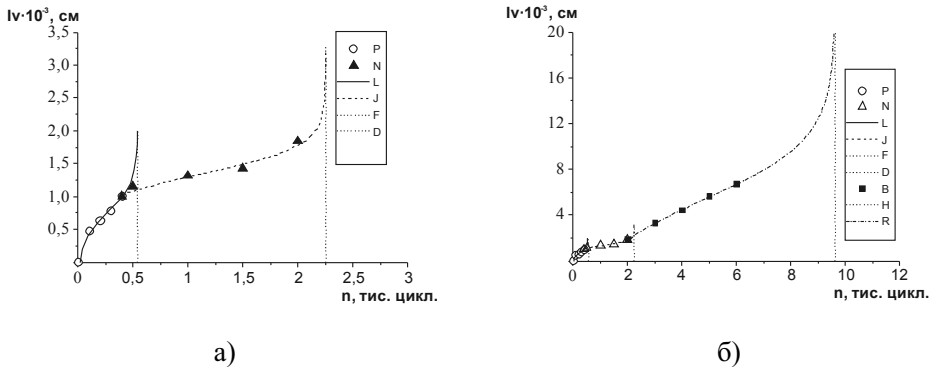 lv·10⁻³, см
3,5
3,0
2,5
2,0
1,5
1,0
0,5
0
0,5
1
1,5
2
2,5
3
n, тис. цикл.
P
N
L
J
F
D
а)
lv·10⁻³, см
20
16
8
4
0
2
4
6
8
10
12
n, тис. цикл.
P
N
L
J
F
D
B
H
R
б)